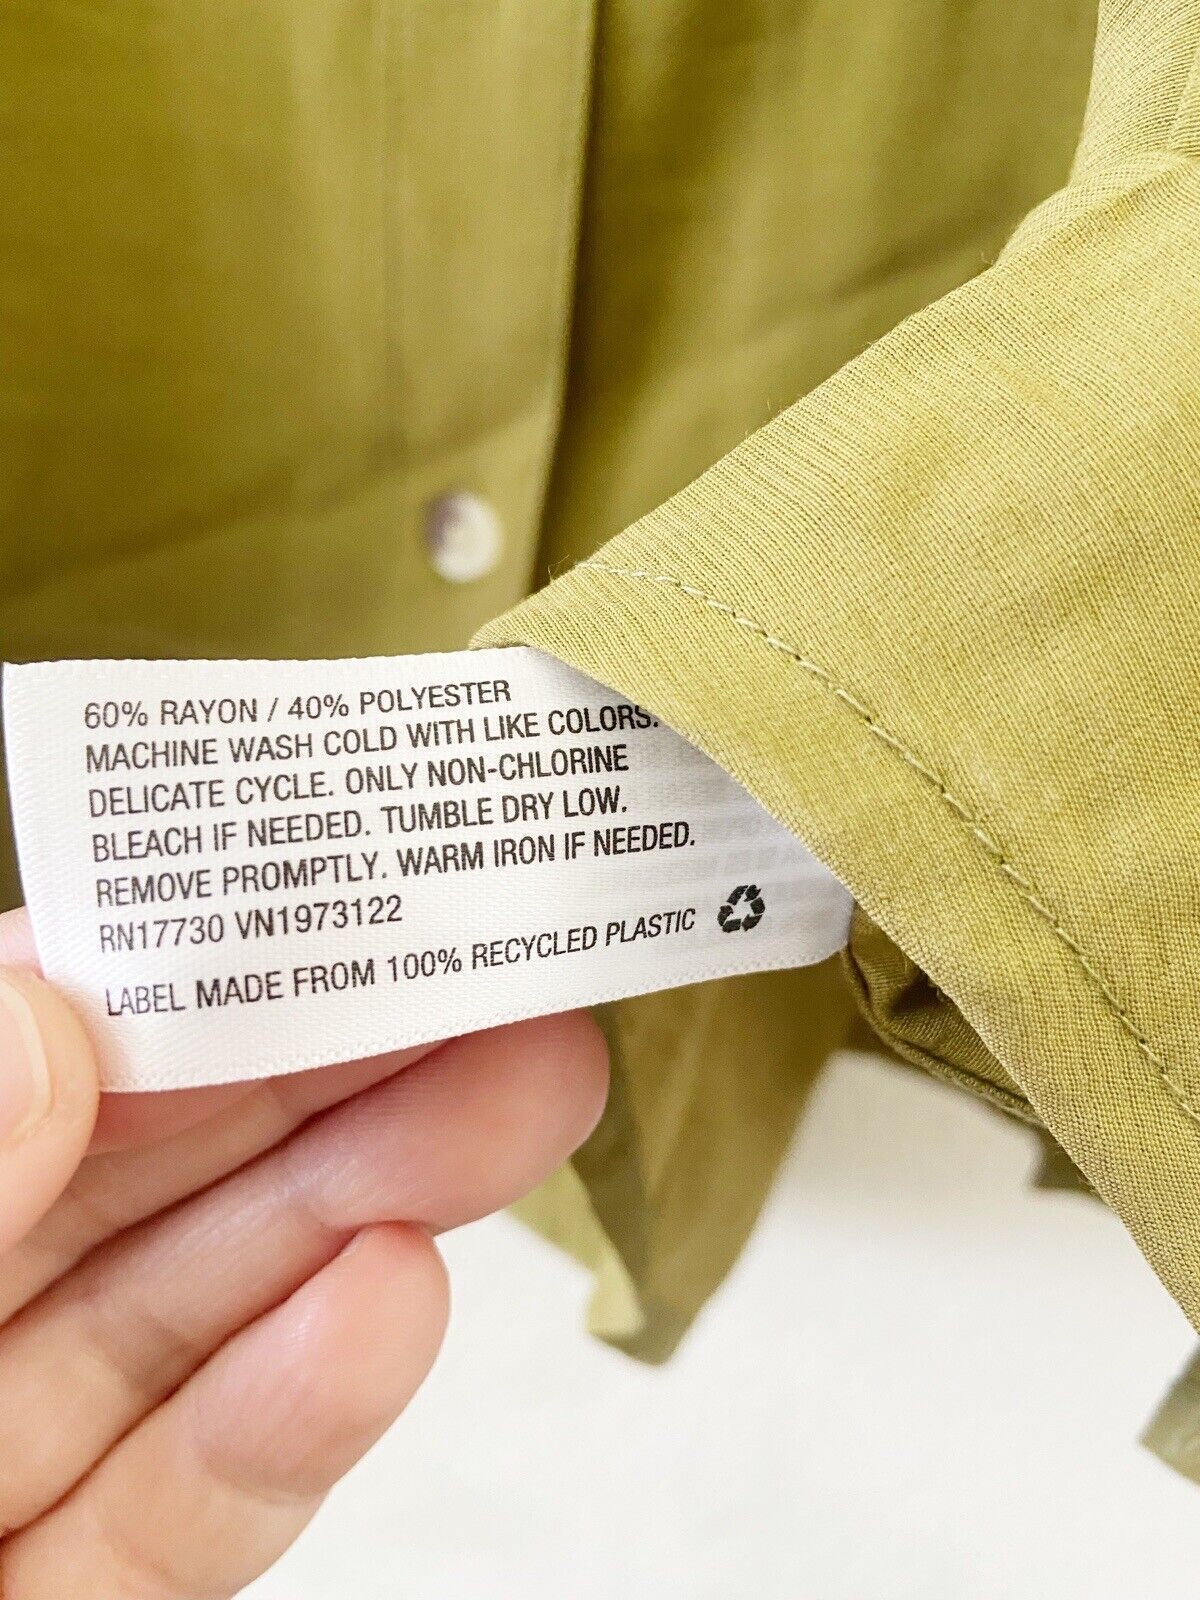 60% RAYON / 40% POLYESTER
MACHINE WASH COLD WITH LIKE COLORS.
DELICATE CYCLE. ONLY NON-CHLORINE
BLEACH IF NEEDED. TUMBLE DRY LOW.
REMOVE PROMPTLY. WARM IRON IF NEEDED.
RN17730 VN1973122
LABEL MADE FROM 100% RECYCLED PLASTIC